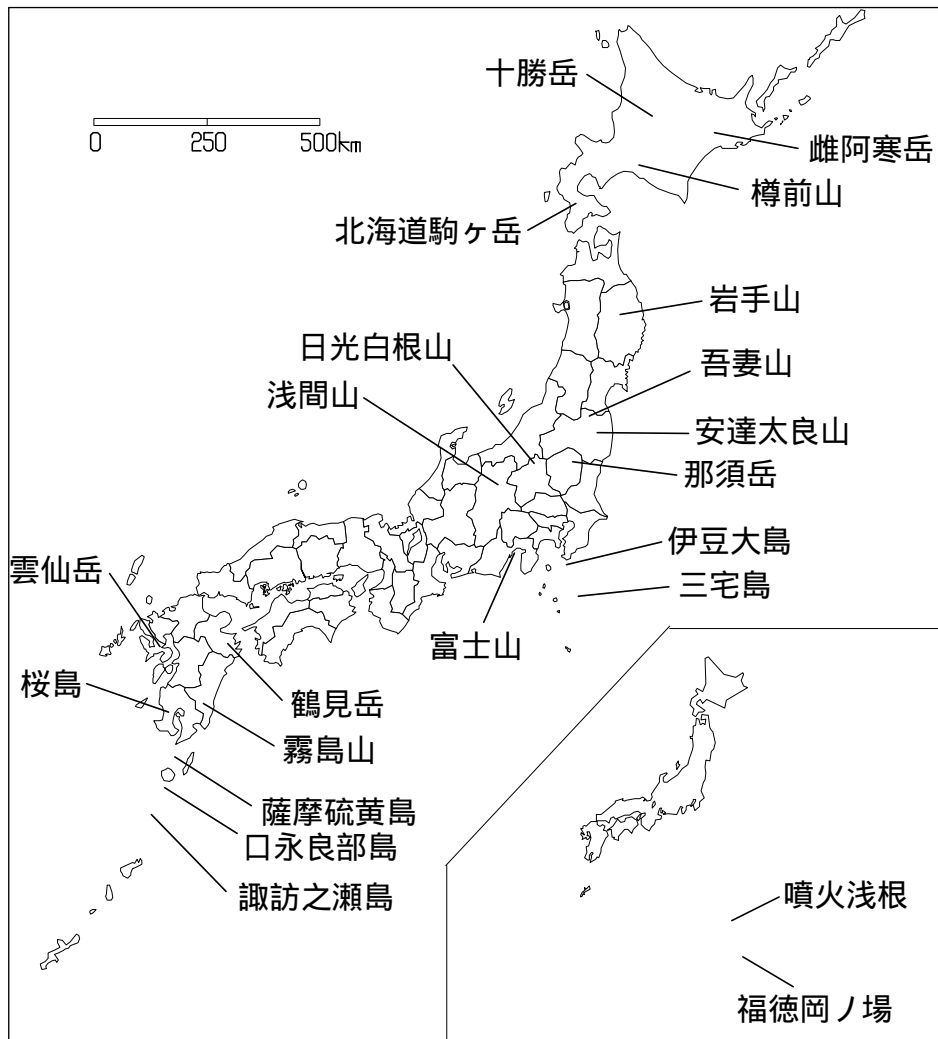 十勝岳
0 250 500km
雌阿寒岳
樽前山
北海道駒ヶ岳
岩手山
日光白根山
吾妻山
浅間山
安達太良山
那須岳
伊豆大島
雲仙岳
三宅島
富士山
桜島
鶴見岳
霧島山
薩摩硫黄島
口永良部島
諏訪之瀬島
噴火浅根
福徳岡ノ場